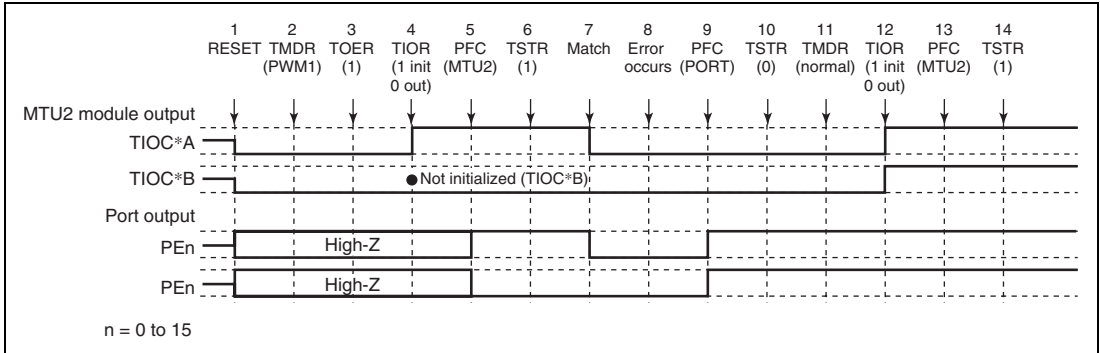 1 2 3 4 5 6 7 8 9 10 11 12 13 14
RESET TMDR TOER TIOR PFC TSTR Match Error PFC TSTR TMDR TIOR PFC TSTR
(PWM1) (1) (1 init (MTU2) (1) occurs (PORT) (0) (normal) (1 init (MTU2) (1)
0 out) 0 out)
MTU2 module output
TIOC*A
TIOC*B ●Not initialized (TIOC*B)
Port output
PEn High-Z
PEn High-Z
n = 0 to 15